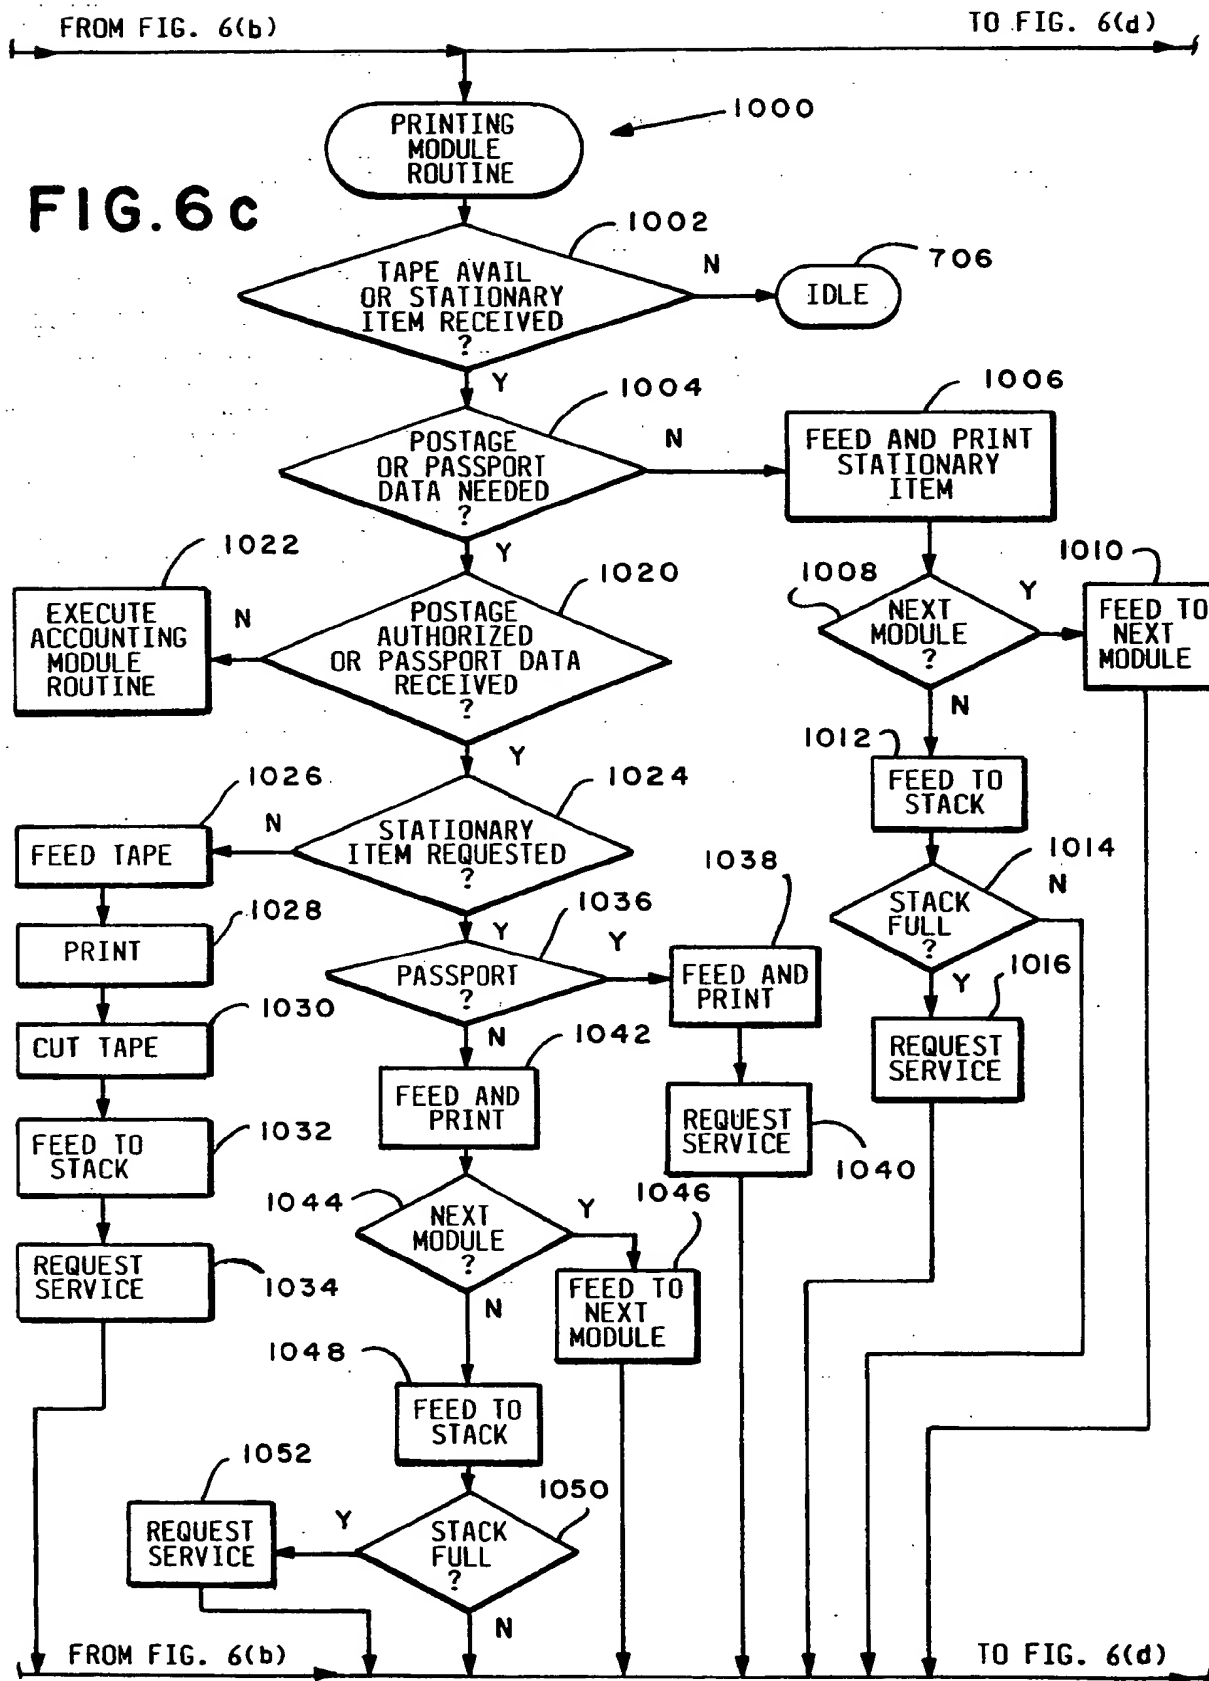 FROM FIG. 6(b)
TO FIG. 6(d)
PRINTING
MODULE
ROUTINE
1000
FIG.6c
1002
TAPE AVAIL
OR STATIONARY
ITEM RECEIVED
?
N
706
IDLE
Y
1004
POSTAGE
OR PASSPORT
DATA NEEDED
?
N
1006
FEED AND PRINT
STATIONARY
ITEM
Y
1022
EXECUTE
ACCOUNTING
MODULE
ROUTINE
N
1020
POSTAGE
AUTHORIZED
OR PASSPORT DATA
RECEIVED
?
1008
NEXT
MODULE
?
Y
1010
FEED TO
NEXT
MODULE
N
Y
1012
FEED TO
STACK
1026
FEED TAPE
N
1024
STATIONARY
ITEM REQUESTED
?
1014
STACK
FULL
?
N
1028
PRINT
Y
1036
PASSPORT
?
Y
1038
FEED AND
PRINT
Y
1016
REQUEST
SERVICE
1030
CUT TAPE
N
1042
FEED AND
PRINT
REQUEST
SERVICE
1040
1032
FEED TO
STACK
1044
NEXT
MODULE
?
Y
1046
FEED TO
NEXT
MODULE
REQUEST
SERVICE
1034
N
1048
FEED TO
STACK
1052
REQUEST
SERVICE
Y
1050
STACK
FULL
?
N
FROM FIG. 6(b)
TO FIG. 6(d)